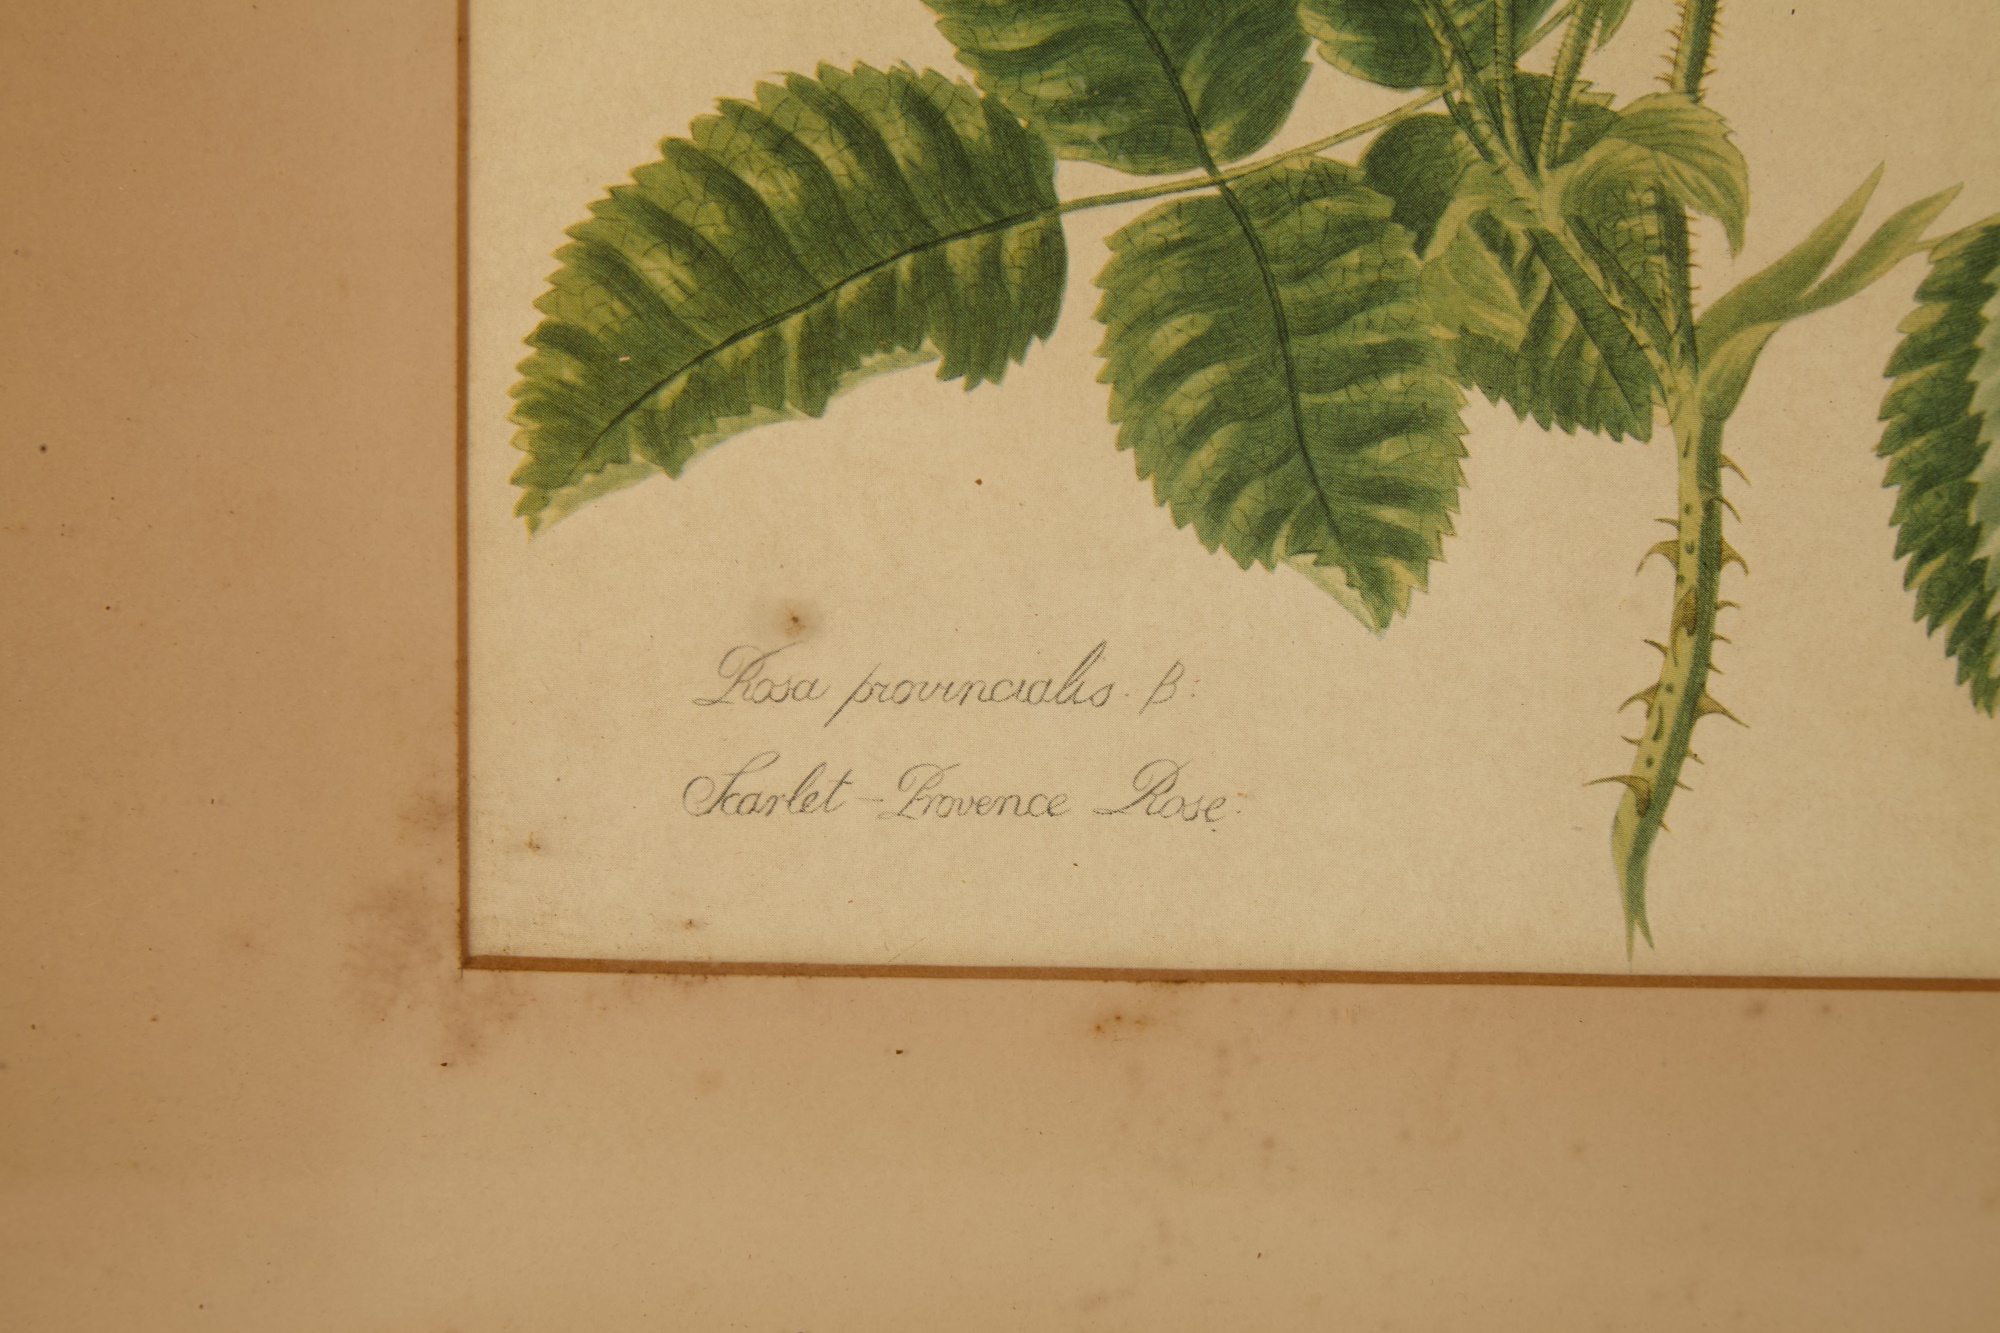 Rosa provincialis. β:
Scarlet - Provence Rose.